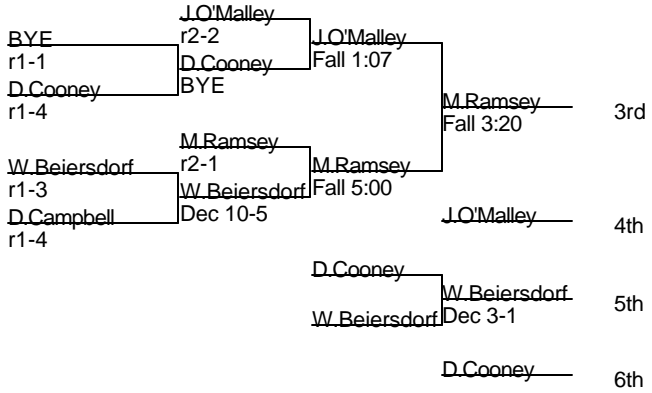 J.O'Malley
BYE
r2-2
J.O'Malley
r1-1
D.Cooney
Fall 1:07
D.Cooney
BYE
r1-4
M.Ramsey
3rd
Fall 3:20
M.Ramsey
W.Beiersdorf
r2-1
M.Ramsey
r1-3
W.Beiersdorf
Fall 5:00
D.Campbell
Dec 10-5
J.O'Malley
4th
r1-4
D.Cooney
W.Beiersdorf
5th
W.Beiersdorf
Dec 3-1
D.Cooney
6th